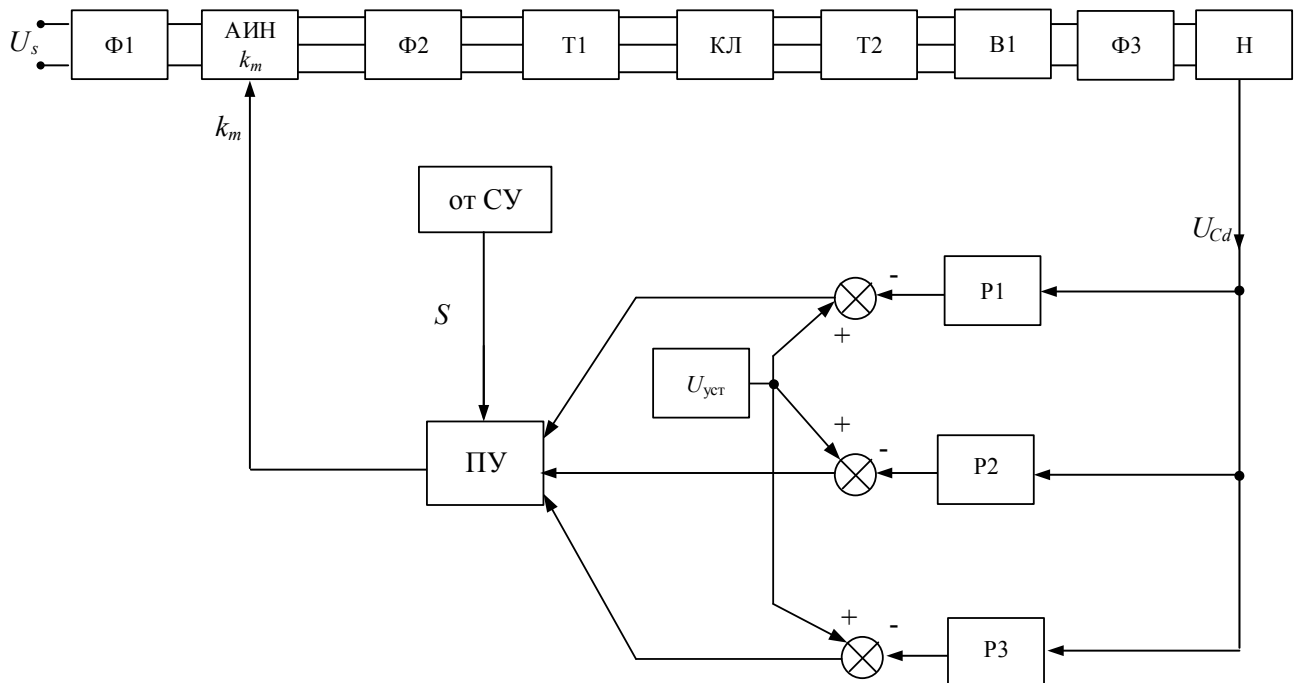 U_s
Ф1
АИН
k_m
Ф2
Т1
КЛ
Т2
В1
Ф3
Н
k_m
от СУ
U_Cd
S
-
Р1
+
U_уст
+
-
ПУ
Р2
+
-
Р3